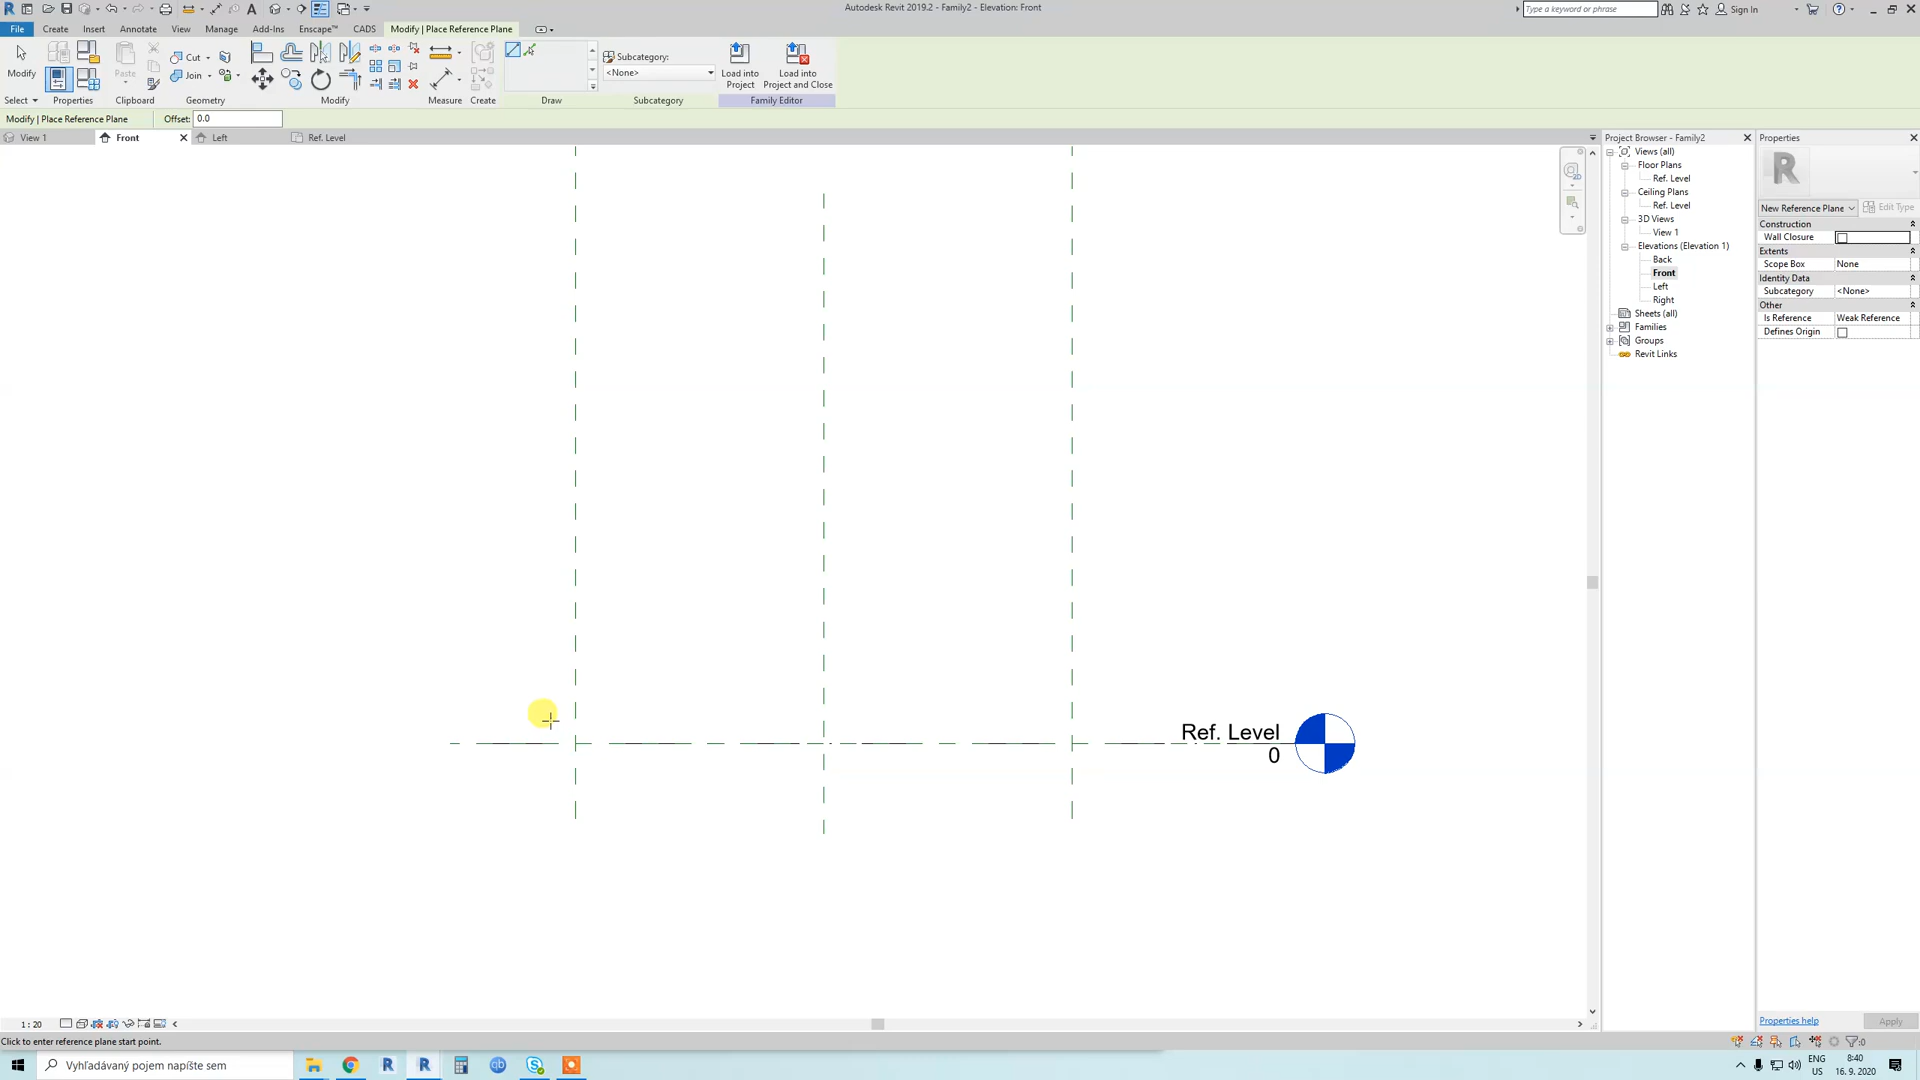 Autodesk Revit 2019.2 - Family2 - Elevation: Front
Type a keyword or phrase
Sign In
File Create Insert Annotate View Manage Add-Ins Enscape™ CADS Modify | Place Reference Plane
Modify
Paste
Cut
Join
Subcategory:
<None>
Load into
Project
Load into
Project and Close
Select Properties Clipboard Geometry Modify Measure Create Draw Subcategory Family Editor
Modify | Place Reference Plane Offset: 0.0
View 1 Front Left Ref. Level
Project Browser - Family2
Views (all)
Floor Plans
Ref. Level
Ceiling Plans
Ref. Level
3D Views
View 1
Elevations (Elevation 1)
Back
Front
Left
Right
Sheets (all)
Families
Groups
Revit Links
Properties
New Reference Plane Edit Type
Construction
Wall Closure
Extents
Scope Box None
Identity Data
Subcategory <None>
Other
Is Reference Weak Reference
Defines Origin
Ref. Level
0
Properties help Apply
1 : 20
Click to enter reference plane start point.
:0
Vyhľadávaný pojem napíšte sem
ENG
US
8:40
16. 9. 2020